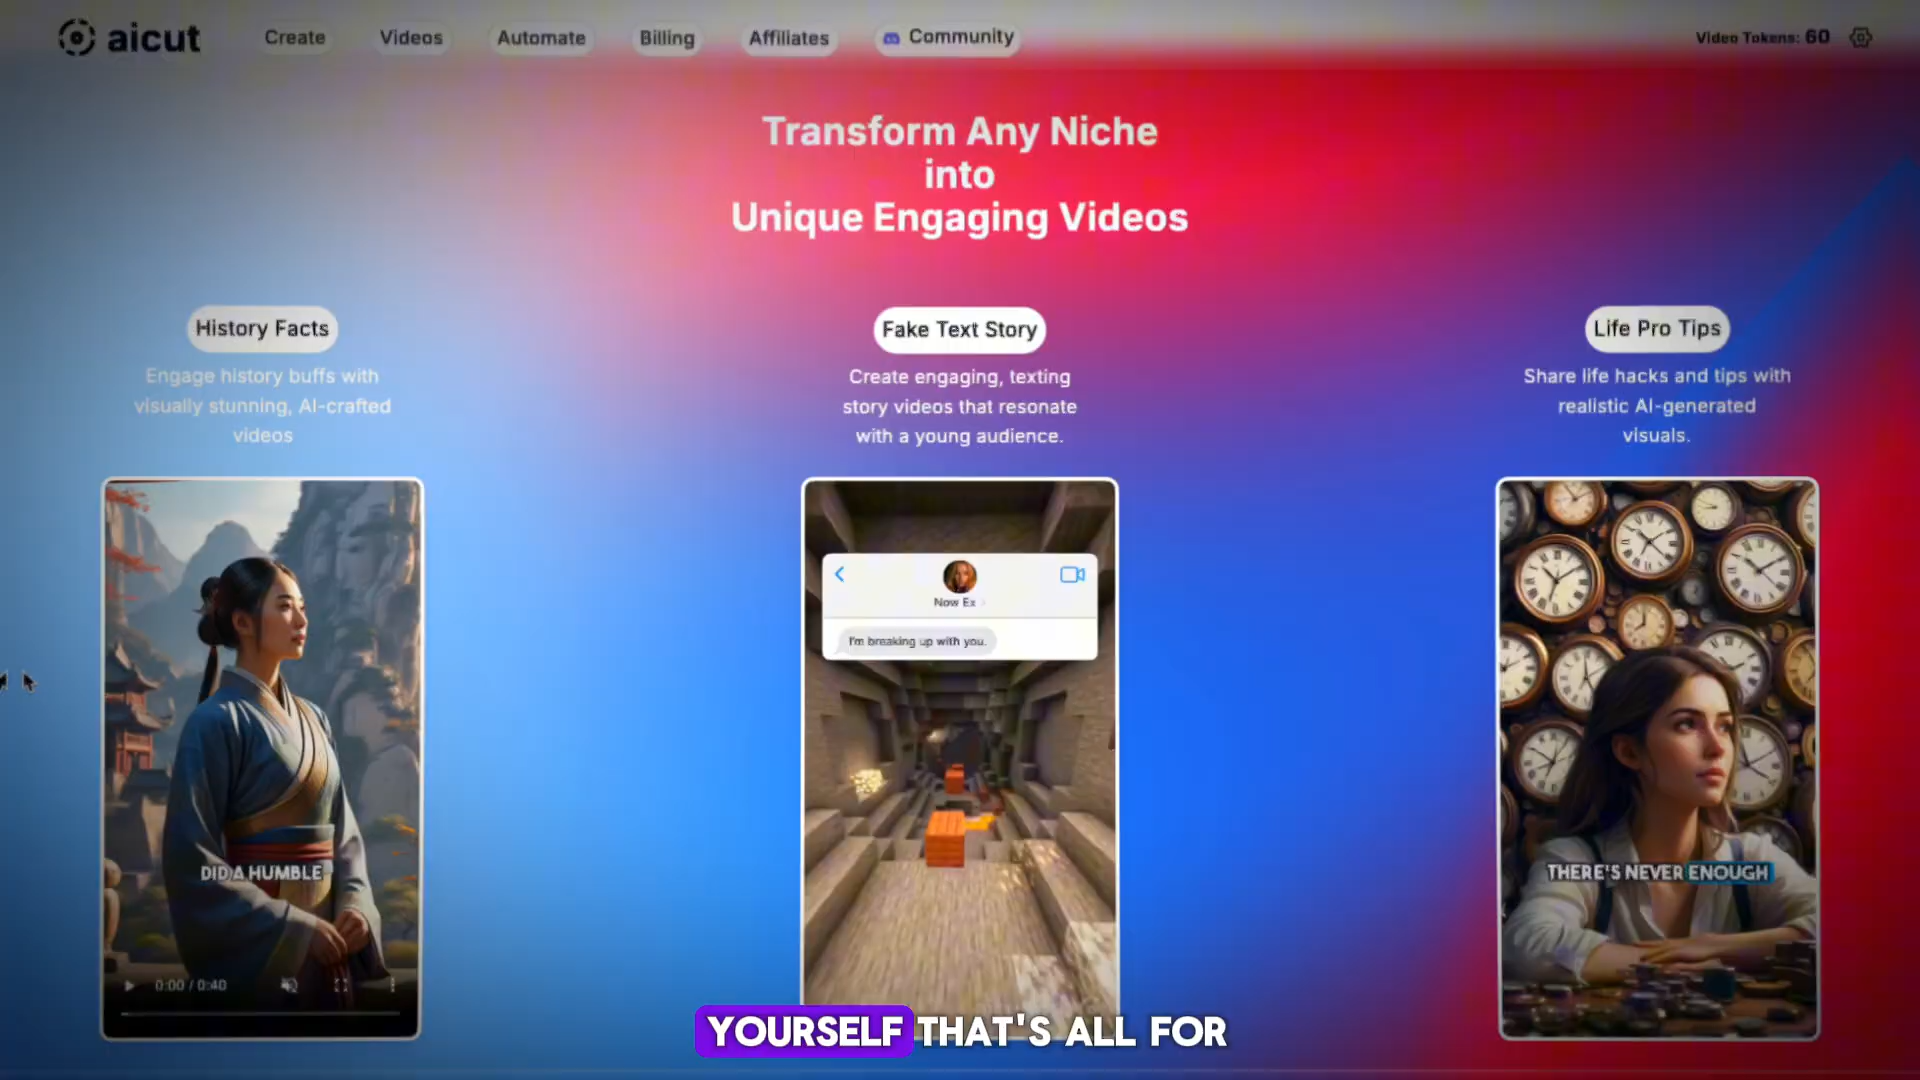 aicut
Create
Videos
Automate
Billing
Affiliates
Community
Video Tokens: 60
Transform Any Niche
into
Unique Engaging Videos
History Facts
Engage history buffs with
visually stunning, AI-crafted
videos
DID A HUMBLE
0:00 / 0:40
Fake Text Story
Create engaging, texting
story videos that resonate
with a young audience.
Now Ex
I'm breaking up with you.
Life Pro Tips
Share life hacks and tips with
realistic AI-generated
visuals.
THERE'S NEVER ENOUGH
YOURSELF THAT'S ALL FOR